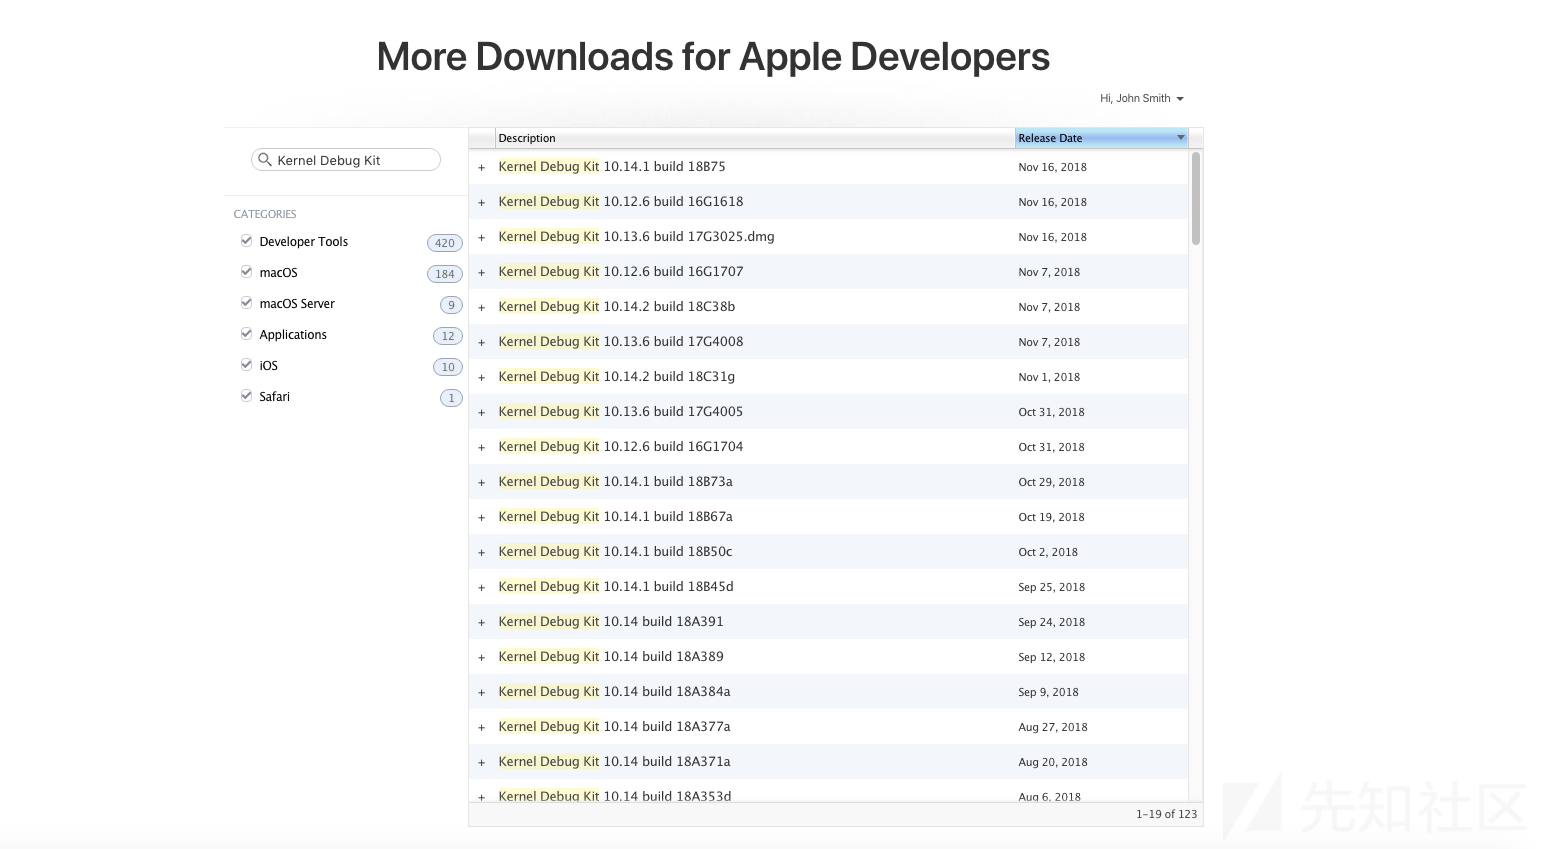 More Downloads for Apple Developers
Hi, John Smith
Description Release Date
Kernel Debug Kit
CATEGORIES
Developer Tools 420
macOS 184
macOS Server 9
Applications 12
iOS 10
Safari 1
+ Kernel Debug Kit 10.14.1 build 18B75 Nov 16, 2018
+ Kernel Debug Kit 10.12.6 build 16G1618 Nov 16, 2018
+ Kernel Debug Kit 10.13.6 build 17G3025.dmg Nov 16, 2018
+ Kernel Debug Kit 10.12.6 build 16G1707 Nov 7, 2018
+ Kernel Debug Kit 10.14.2 build 18C38b Nov 7, 2018
+ Kernel Debug Kit 10.13.6 build 17G4008 Nov 7, 2018
+ Kernel Debug Kit 10.14.2 build 18C31g Nov 1, 2018
+ Kernel Debug Kit 10.13.6 build 17G4005 Oct 31, 2018
+ Kernel Debug Kit 10.12.6 build 16G1704 Oct 31, 2018
+ Kernel Debug Kit 10.14.1 build 18B73a Oct 29, 2018
+ Kernel Debug Kit 10.14.1 build 18B67a Oct 19, 2018
+ Kernel Debug Kit 10.14.1 build 18B50c Oct 2, 2018
+ Kernel Debug Kit 10.14.1 build 18B45d Sep 25, 2018
+ Kernel Debug Kit 10.14 build 18A391 Sep 24, 2018
+ Kernel Debug Kit 10.14 build 18A389 Sep 12, 2018
+ Kernel Debug Kit 10.14 build 18A384a Sep 9, 2018
+ Kernel Debug Kit 10.14 build 18A377a Aug 27, 2018
+ Kernel Debug Kit 10.14 build 18A371a Aug 20, 2018
+ Kernel Debug Kit 10.14 build 18A353d Aug 6, 2018
1-19 of 123
先知社区